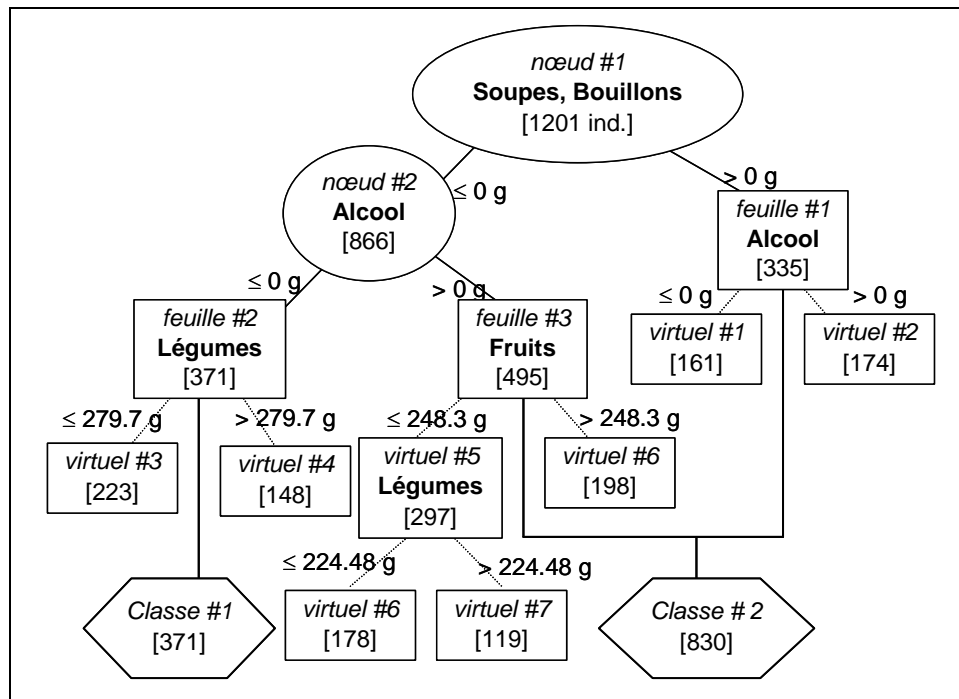 nœud #1
Soupes, Bouillons
[1201 ind.]
nœud #2
Alcool
[866]
≤ 0 g
> 0 g
feuille #1
Alcool
[335]
≤ 0 g
> 0 g
≤ 0 g
> 0 g
feuille #2
Légumes
[371]
feuille #3
Fruits
[495]
virtuel #1
[161]
virtuel #2
[174]
≤ 279.7 g
> 279.7 g
≤ 248.3 g
> 248.3 g
virtuel #3
[223]
virtuel #4
[148]
virtuel #5
Légumes
[297]
virtuel #6
[198]
≤ 224.48 g
> 224.48 g
Classe #1
[371]
virtuel #6
[178]
virtuel #7
[119]
Classe # 2
[830]